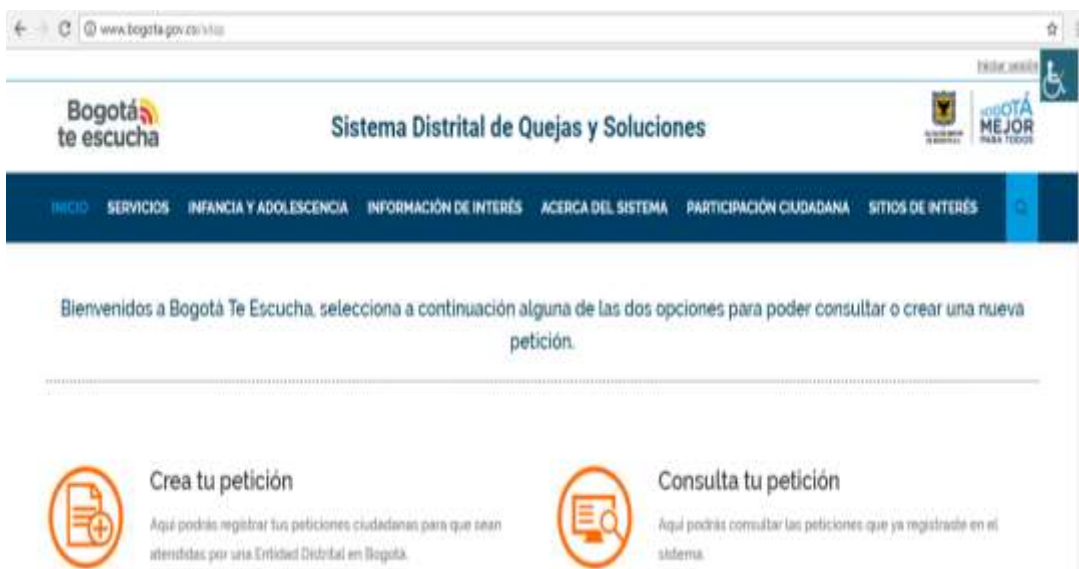 www.bogota.gov.co/sdqs
Iniciar sesión
Bogotá
te escucha
Sistema Distrital de Quejas y Soluciones
BOGOTÁ
MEJOR
PARA TODOS
INICIO SERVICIOS INFANCIA Y ADOLESCENCIA INFORMACIÓN DE INTERÉS ACERCA DEL SISTEMA PARTICIPACIÓN CIUDADANA SITIOS DE INTERÉS
Bienvenidos a Bogotá Te Escucha, selecciona a continuación alguna de las dos opciones para poder consultar o crear una nueva
petición.
Crea tu petición
Aquí podrás registrar tus peticiones ciudadanas para que sean
atendidas por una Entidad Distrital en Bogotá.
Consulta tu petición
Aquí podrás consultar las peticiones que ya registraste en el
sistema.